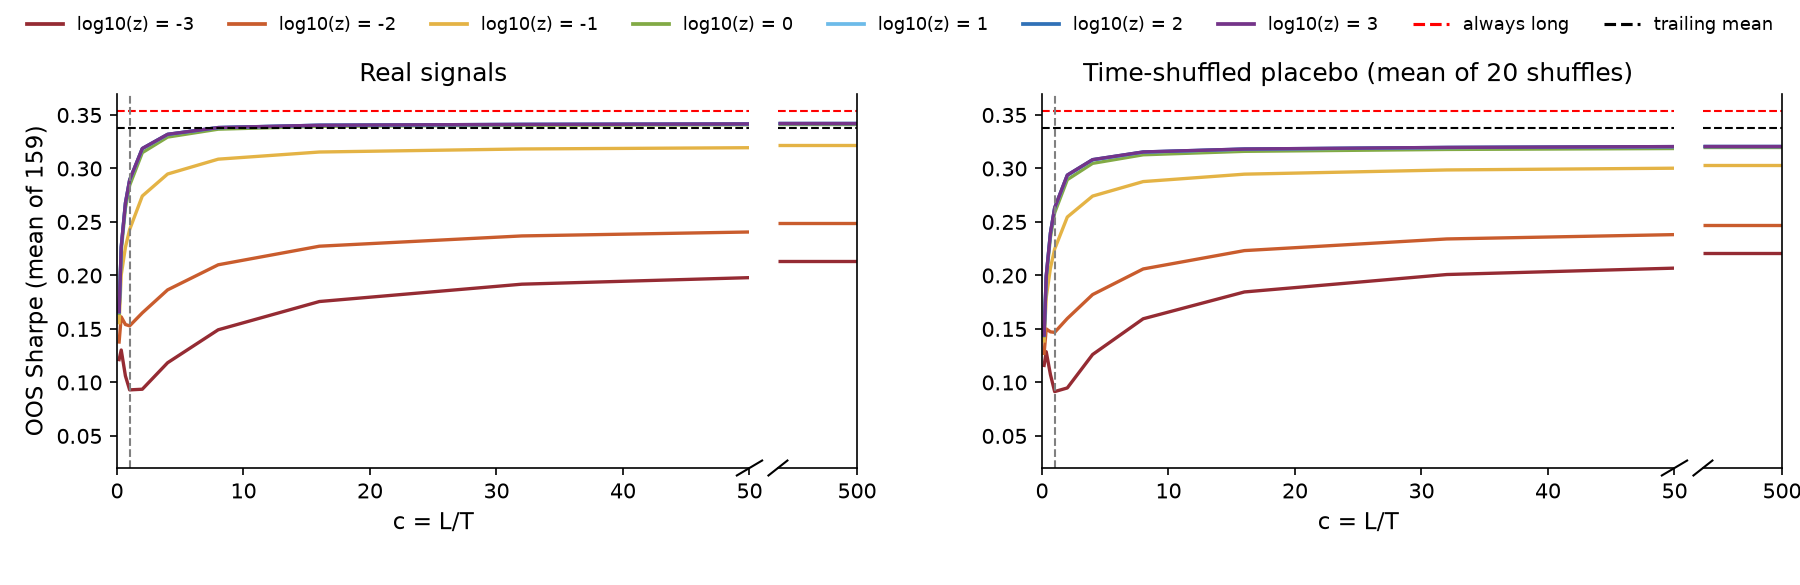 log10(z) = -3 log10(z) = -2 log10(z) = -1 log10(z) = 0 log10(z) = 1 log10(z) = 2 log10(z) = 3 always long trailing mean
Real signals
OOS Sharpe (mean of 159)
0.35
0.30
0.25
0.20
0.15
0.10
0.05
0 10 20 30 40 50 500
c = L/T
Time-shuffled placebo (mean of 20 shuffles)
0.35
0.30
0.25
0.20
0.15
0.10
0.05
0 10 20 30 40 50 500
c = L/T